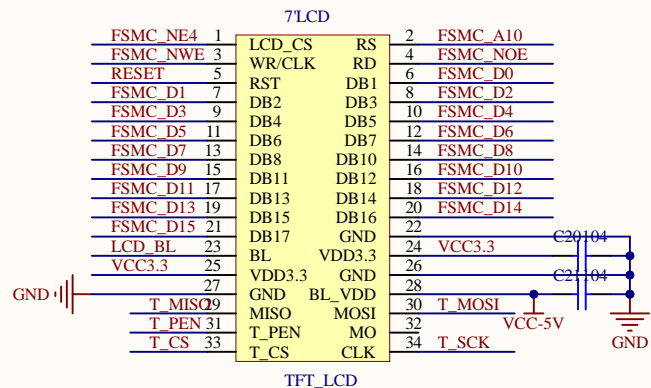 7'LCD
FSMC_NE4 1 LCD_CS RS 2 FSMC_A10
FSMC_NWE 3 WR/CLK RD 4 FSMC_NOE
RESET 5 RST DB1 6 FSMC_D0
FSMC_D1 7 DB2 DB3 8 FSMC_D2
FSMC_D3 9 DB4 DB5 10 FSMC_D4
FSMC_D5 11 DB6 DB7 12 FSMC_D6
FSMC_D7 13 DB8 DB10 14 FSMC_D8
FSMC_D9 15 DB11 DB12 16 FSMC_D10
FSMC_D11 17 DB13 DB14 18 FSMC_D12
FSMC_D13 19 DB15 DB16 20 FSMC_D14
FSMC_D15 21 DB17 GND 22
LCD_BL 23 BL VDD3.3 24 VCC3.3 C20 104
VCC3.3 25 VDD3.3 GND 26
GND 27 GND BL_VDD 28 C21 104
T_MISO 29 MISO MOSI 30 T_MOSI
T_PEN 31 T_PEN MO 32 VCC-5V
T_CS 33 T_CS CLK 34 T_SCK GND
TFT_LCD